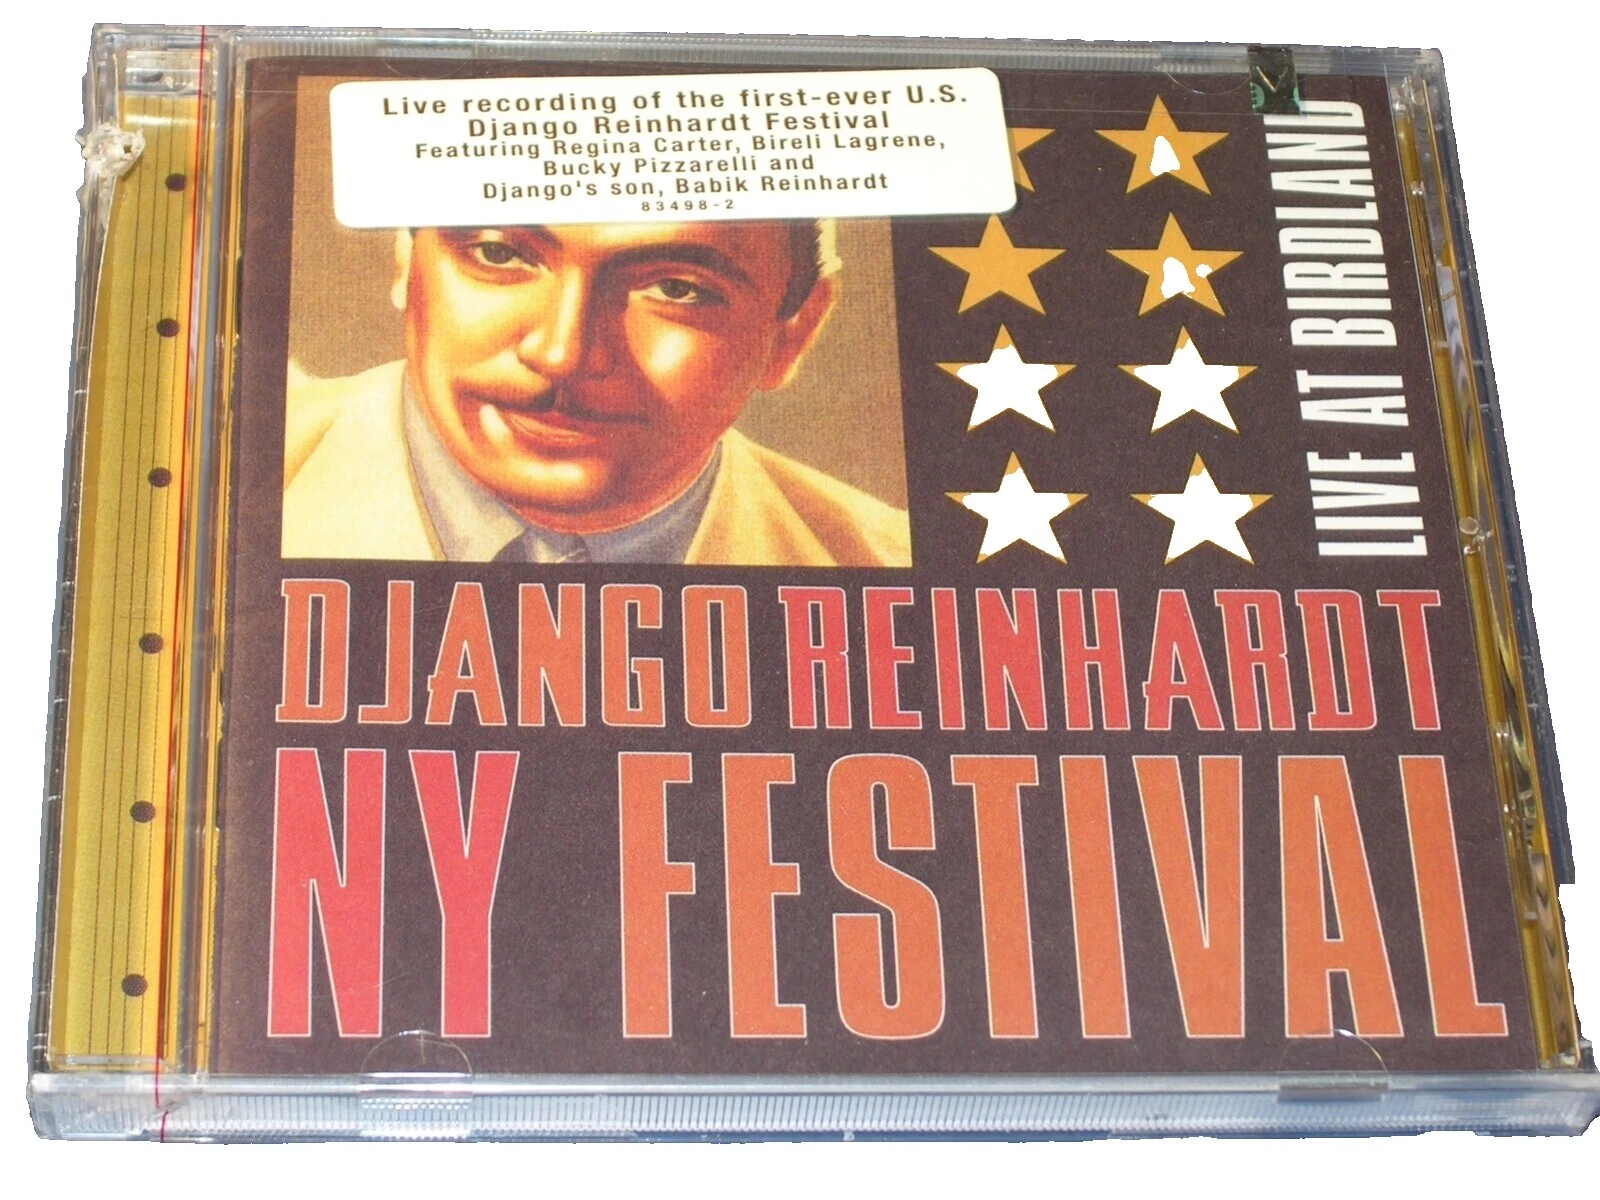 Live recording of the first-ever U.S.
Django Reinhardt Festival
Featuring Regina Carter, Bireli Lagrene,
Bucky Pizzarelli and
Django's son, Babik Reinhardt
83498-2
LIVE AT BIRDLAND
DJANGO REINHARDT
NY FESTIVAL